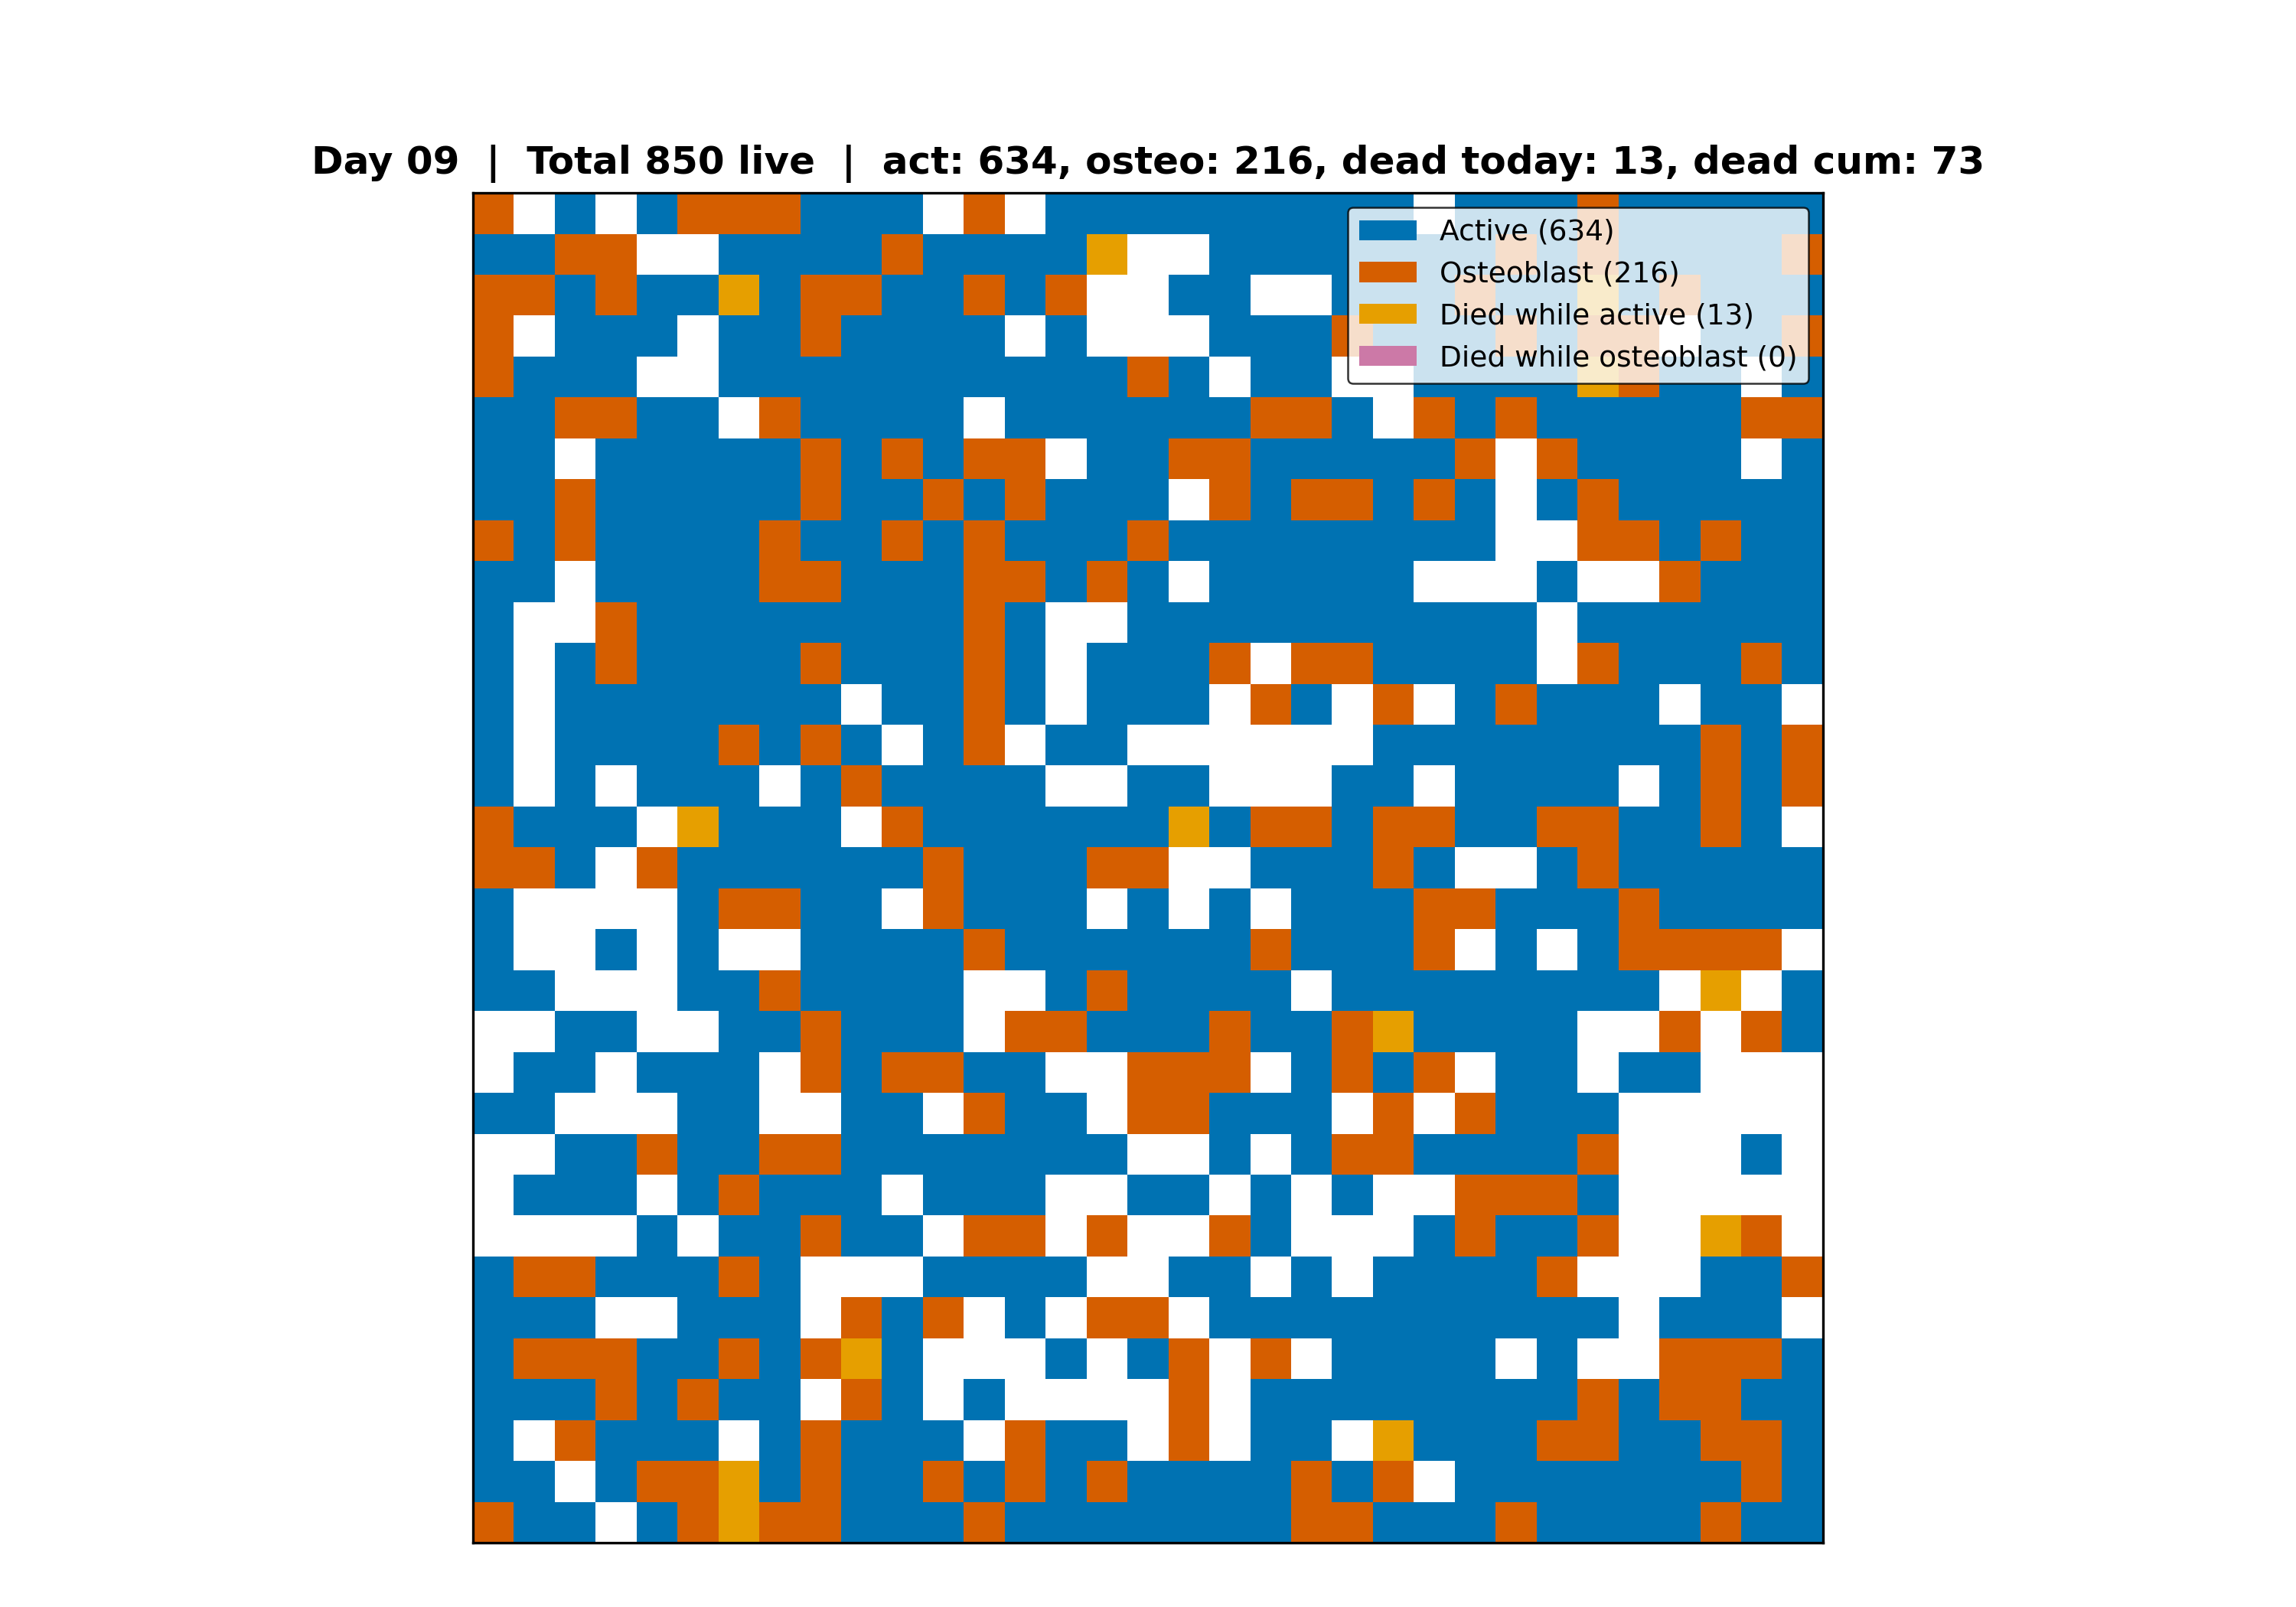 Day 09 | Total 850 live | act: 634, osteo: 216, dead today: 13, dead cum: 73
Active (634)
Osteoblast (216)
Died while active (13)
Died while osteoblast (0)